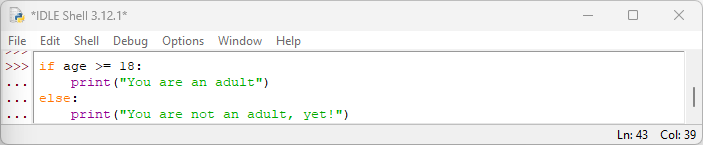 *IDLE Shell 3.12.1*
File Edit Shell Debug Options Window Help
>>>
>>> if age >= 18:
...     print("You are an adult")
... else:
...     print("You are not an adult, yet!")
Ln: 43 Col: 39